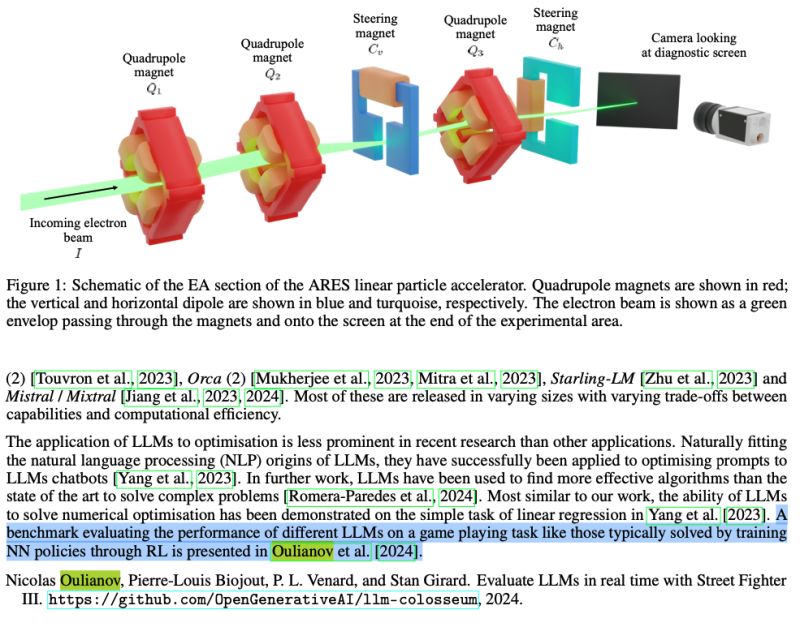 Quadrupole
magnet
Q₁
Quadrupole
magnet
Q₂
Steering
magnet
Cᵥ
Quadrupole
magnet
Q₃
Steering
magnet
Cₕ
Camera looking
at diagnostic screen
Incoming electron
beam
I
Figure 1: Schematic of the EA section of the ARES linear particle accelerator. Quadrupole magnets are shown in red;
the vertical and horizontal dipole are shown in blue and turquoise, respectively. The electron beam is shown as a green
envelop passing through the magnets and onto the screen at the end of the experimental area.
(2) [Touvron et al., 2023], Orca (2) [Mukherjee et al., 2023, Mitra et al., 2023], Starling-LM [Zhu et al., 2023] and
Mistral / Mixtral [Jiang et al., 2023, 2024]. Most of these are released in varying sizes with varying trade-offs between
capabilities and computational efficiency.
The application of LLMs to optimisation is less prominent in recent research than other applications. Naturally fitting
the natural language processing (NLP) origins of LLMs, they have successfully been applied to optimising prompts to
LLMs chatbots [Yang et al., 2023]. In further work, LLMs have been used to find more effective algorithms than the
state of the art to solve complex problems [Romera-Paredes et al., 2024]. Most similar to our work, the ability of LLMs
to solve numerical optimisation has been demonstrated on the simple task of linear regression in Yang et al. [2023]. A
benchmark evaluating the performance of different LLMs on a game playing task like those typically solved by training
NN policies through RL is presented in Oulianov et al. [2024].
Nicolas Oulianov, Pierre-Louis Biojout, P. L. Venard, and Stan Girard. Evaluate LLMs in real time with Street Fighter
III. https://github.com/OpenGenerativeAI/llm-colosseum, 2024.